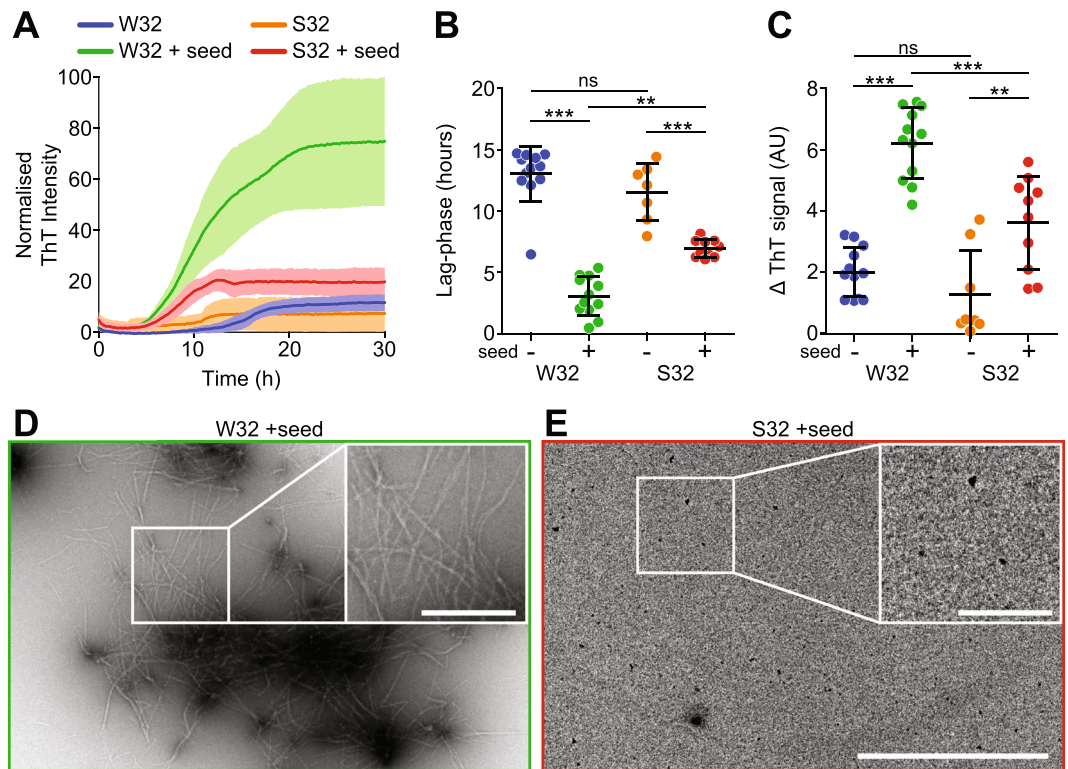 A
W32
S32
W32 + seed
S32 + seed
Normalised
ThT Intensity
100
80
60
40
20
0
0
10
20
30
Time (h)
B
ns
**
***
***
Lag-phase (hours)
20
15
10
5
0
seed - + - +
W32 S32
C
ns
***
***
**
Δ ThT signal (AU)
8
6
4
2
0
seed - + - +
W32 S32
D
W32 +seed
E
S32 +seed